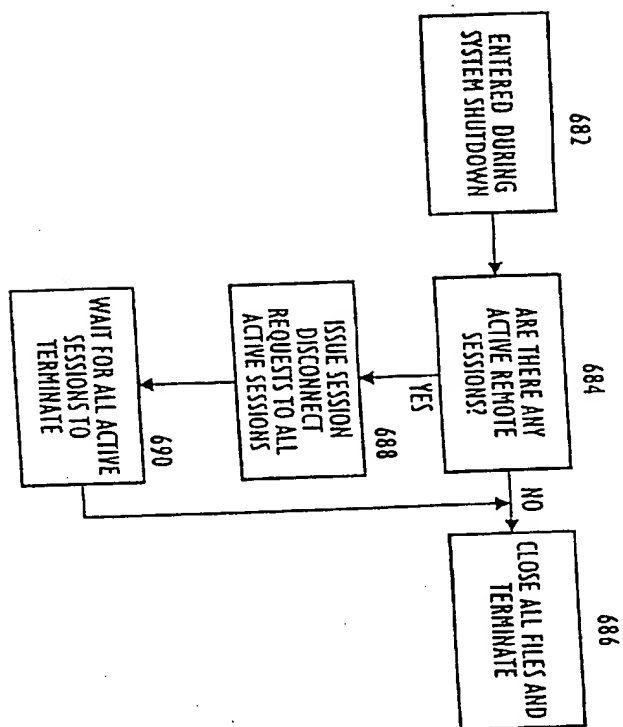 682
ENTERED DURING
SYSTEM SHUTDOWN
684
ARE THERE ANY
ACTIVE REMOTE
SESSIONS?
NO
YES
686
CLOSE ALL FILES AND
TERMINATE
688
ISSUE SESSION
DISCONNECT
REQUESTS TO ALL
ACTIVE SESSIONS
690
WAIT FOR ALL ACTIVE
SESSIONS TO
TERMINATE